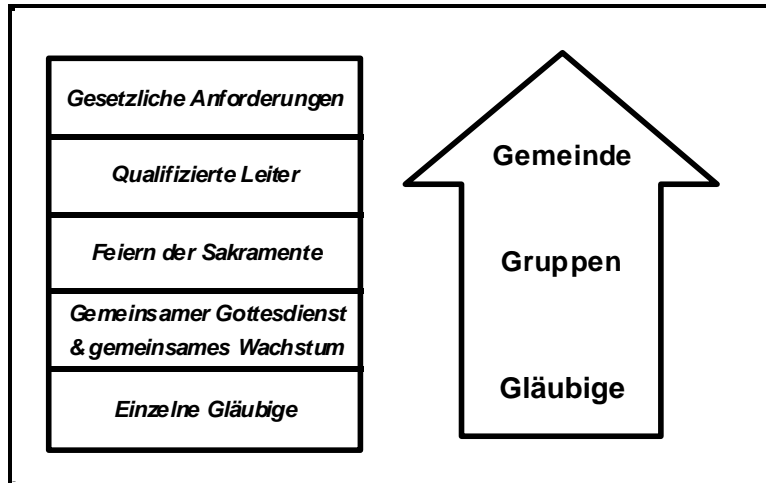 Gesetzliche Anforderungen
Qualifizierte Leiter
Feiern der Sakramente
Gemeinsamer Gottesdienst
& gemeinsames Wachstum
Einzelne Gläubige
Gemeinde
Gruppen
Gläubige